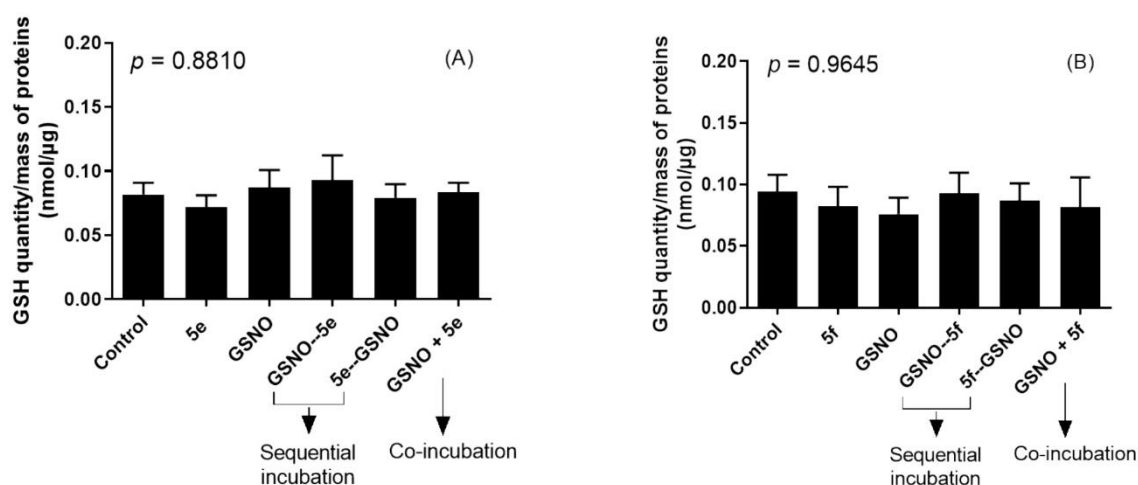 (A)
p = 0.8810
GSH quantity/mass of proteins
(nmol/µg)
0.20
0.15
0.10
0.05
0.00
Control
5e
GSNO
GSNO--5e
5e--GSNO
GSNO + 5e
Sequential
incubation
Co-incubation
(B)
p = 0.9645
GSH quantity/mass of proteins
(nmol/µg)
0.20
0.15
0.10
0.05
0.00
Control
5f
GSNO
GSNO--5f
5f--GSNO
GSNO + 5f
Sequential
incubation
Co-incubation